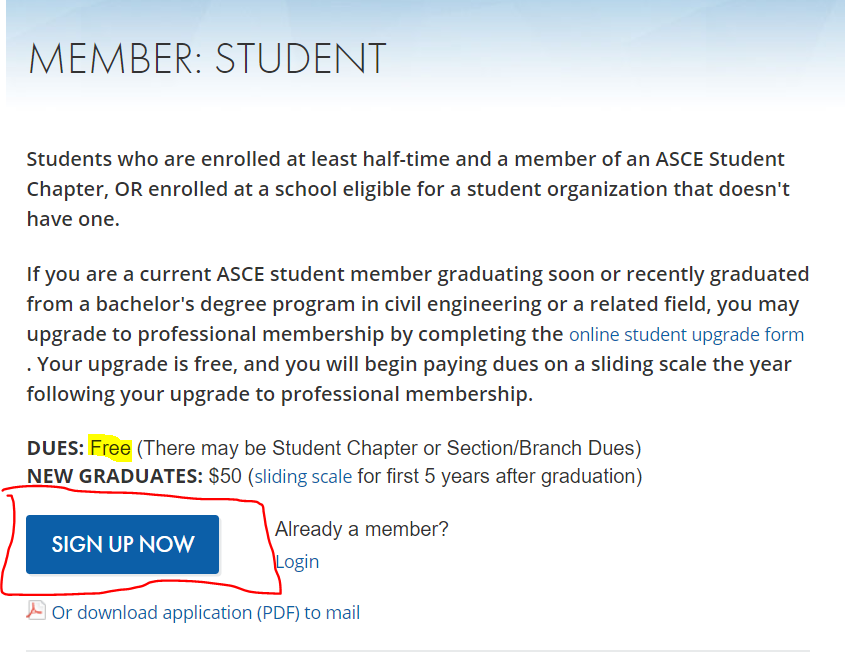 MEMBER: STUDENT
Students who are enrolled at least half-time and a member of an ASCE Student
Chapter, OR enrolled at a school eligible for a student organization that doesn't
have one.
If you are a current ASCE student member graduating soon or recently graduated
from a bachelor's degree program in civil engineering or a related field, you may
upgrade to professional membership by completing the online student upgrade form
. Your upgrade is free, and you will begin paying dues on a sliding scale the year
following your upgrade to professional membership.
DUES: Free (There may be Student Chapter or Section/Branch Dues)
NEW GRADUATES: $50 (sliding scale for first 5 years after graduation)
SIGN UP NOW
Already a member?
Login
Or download application (PDF) to mail